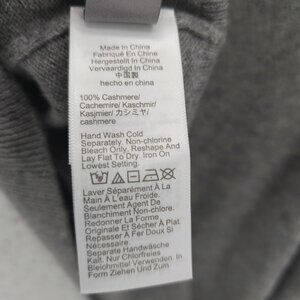 Made In China
Fabriqué En Chine
Hergestellt In China
Vervaardigd In China
中国製
hecho en china
100% Cashmere/
Cachemire/ Kaschmir/
Kasjmier/ カシミヤ/
cashmere
Hand Wash Cold
Separately. Non-chlorine
Bleach Only. Reshape And
Lay Flat To Dry. Iron On
Lowest Setting.
Laver Séparément À La
Main À L'eau Froide.
Seulement Agent De
Blanchiment Non-chlore.
Redonner La Forme
Originale Et Sécher À Plat.
Repasser À Fer Doux Si
Nécessaire.
Separate Handwäsche
Kalt. Nur Chlorfreies
Bleichmittel Verwenden. In
Form Ziehen Und Zum